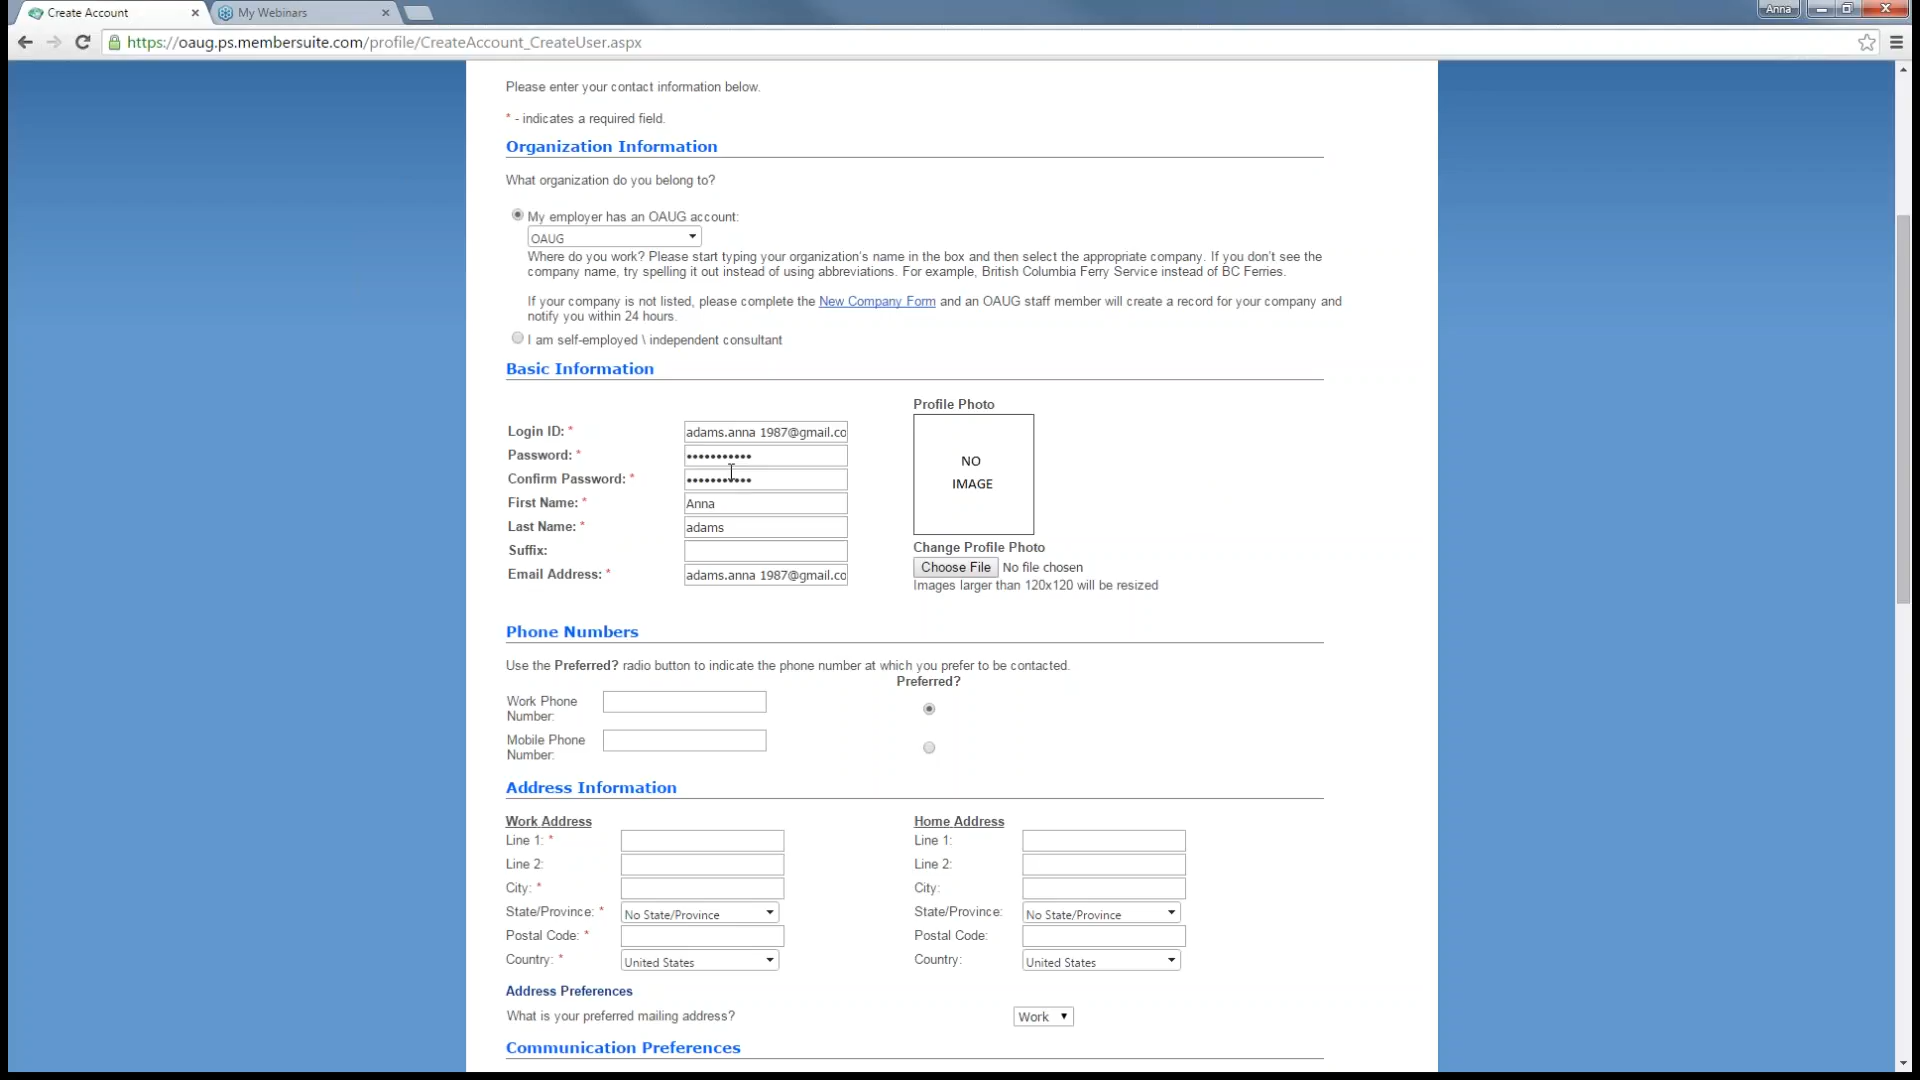 Create Account
My Webinars
Anna
https://oaug.ps.membersuite.com/profile/CreateAccount_CreateUser.aspx
Please enter your contact information below.
* - indicates a required field.
Organization Information
What organization do you belong to?
My employer has an OAUG account:
OAUG
Where do you work? Please start typing your organization's name in the box and then select the appropriate company. If you don't see the
company name, try spelling it out instead of using abbreviations. For example, British Columbia Ferry Service instead of BC Ferries.
If your company is not listed, please complete the New Company Form and an OAUG staff member will create a record for your company and
notify you within 24 hours.
I am self-employed \ independent consultant
Basic Information
Profile Photo
Login ID: * adams.anna 1987@gmail.co
Password: * •••••••••••
Confirm Password: * •••••••••••
First Name: * Anna
Last Name: * adams
Suffix:
Email Address: * adams.anna 1987@gmail.co
NO
IMAGE
Change Profile Photo
Choose File No file chosen
Images larger than 120x120 will be resized
Phone Numbers
Use the Preferred? radio button to indicate the phone number at which you prefer to be contacted.
Preferred?
Work Phone
Number:
Mobile Phone
Number:
Address Information
Work Address
Line 1: *
Line 2:
City: *
State/Province: * No State/Province
Postal Code: *
Country: * United States
Home Address
Line 1:
Line 2:
City:
State/Province: No State/Province
Postal Code:
Country: United States
Address Preferences
What is your preferred mailing address? Work
Communication Preferences